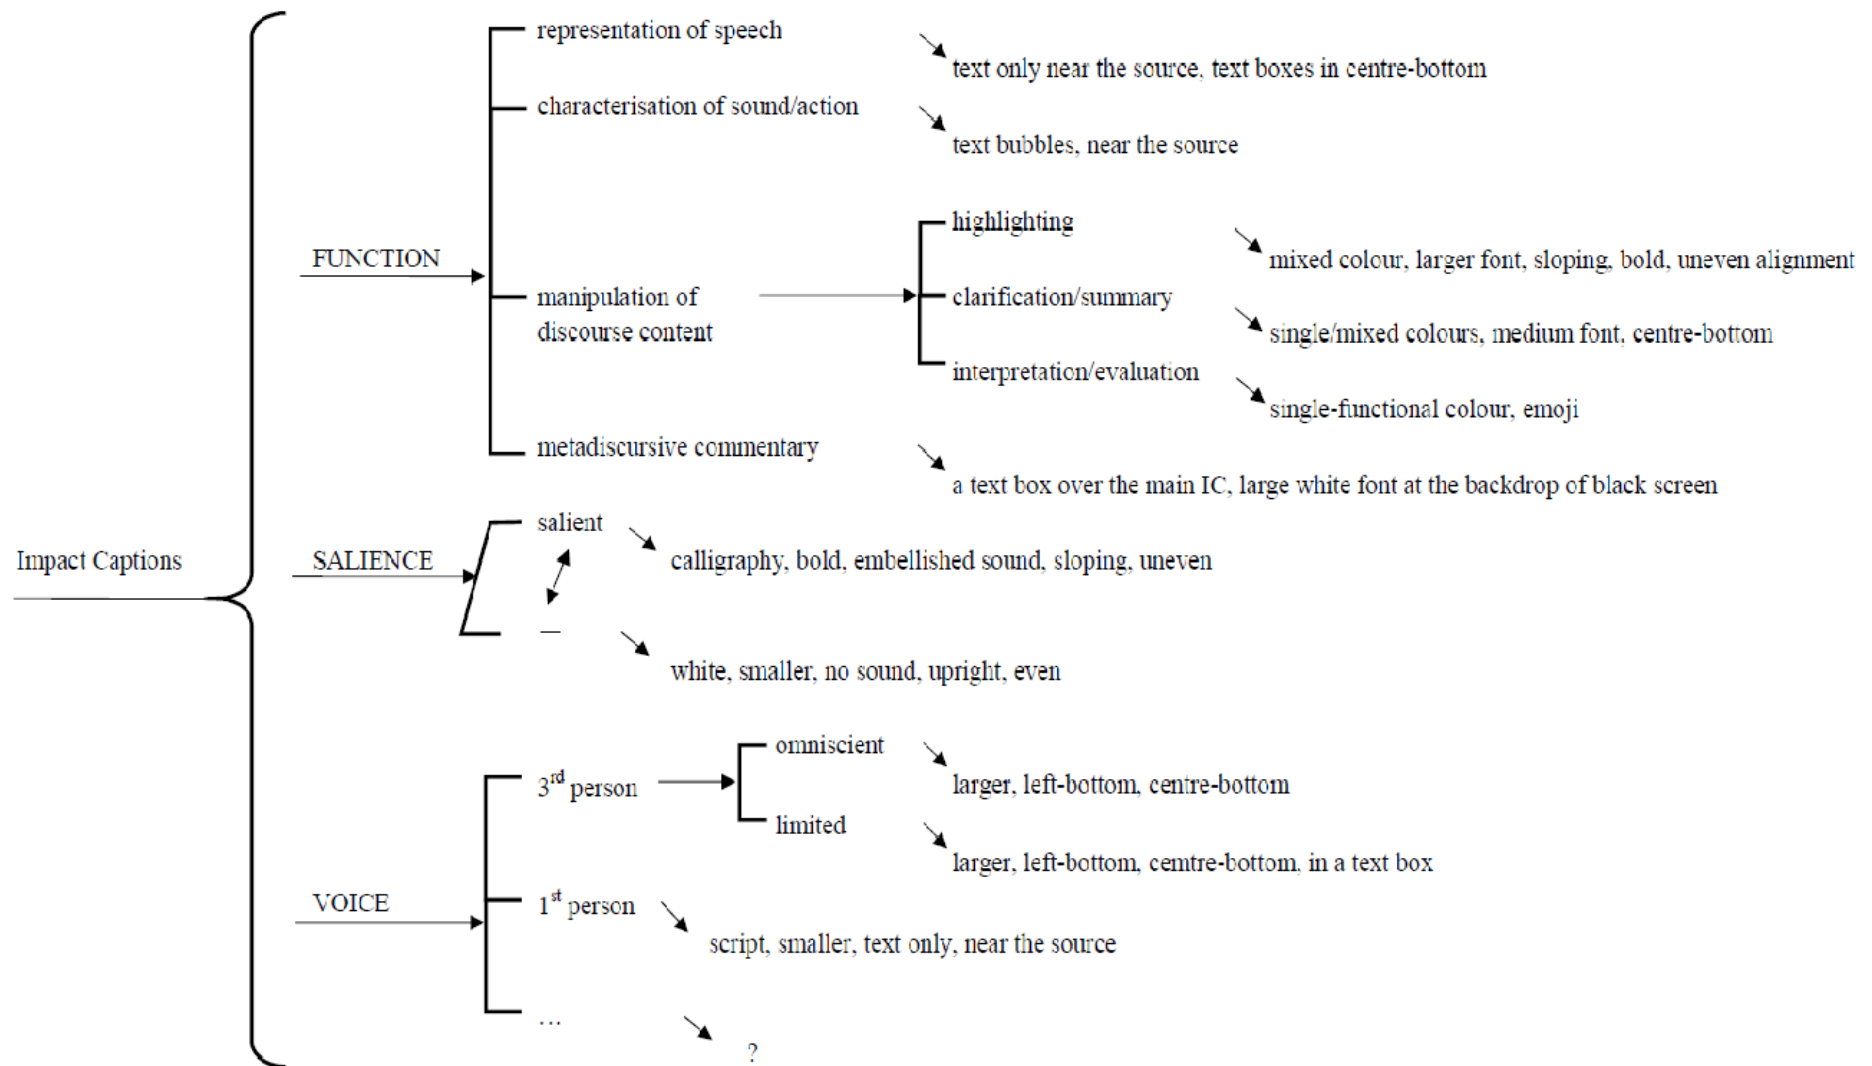 representation of speech
text only near the source, text boxes in centre-bottom
characterisation of sound/action
text bubbles, near the source
highlighting
FUNCTION
mixed colour, larger font, sloping, bold, uneven alignment
manipulation of
discourse content
clarification/summary
single/mixed colours, medium font, centre-bottom
interpretation/evaluation
single-functional colour, emoji
metadiscursive commentary
a text box over the main IC, large white font at the backdrop of black screen
Impact Captions
SALIENCE
salient
calligraphy, bold, embellished sound, sloping, uneven
—
white, smaller, no sound, upright, even
omniscient
3rd person
larger, left-bottom, centre-bottom
limited
larger, left-bottom, cemtre-bottom, in a text box
VOICE
1st person
script, smaller, text only, near the source
…
?